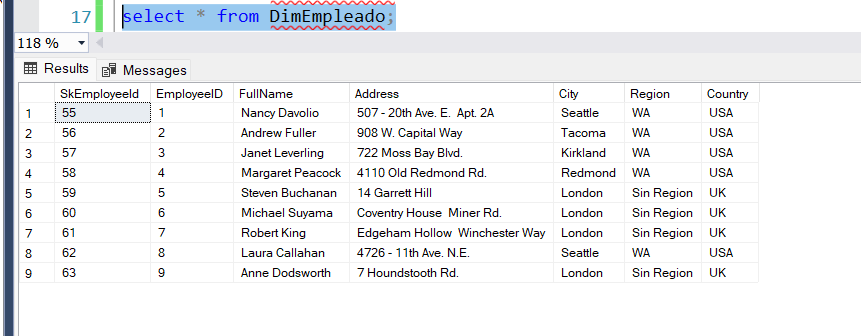 17 select * from DimEmpleado;
118 %
Results Messages
SkEmployeeId EmployeeID FullName Address City Region Country
1 55 1 Nancy Davolio 507 - 20th Ave. E. Apt. 2A Seattle WA USA
2 56 2 Andrew Fuller 908 W. Capital Way Tacoma WA USA
3 57 3 Janet Leverling 722 Moss Bay Blvd. Kirkland WA USA
4 58 4 Margaret Peacock 4110 Old Redmond Rd. Redmond WA USA
5 59 5 Steven Buchanan 14 Garrett Hill London Sin Region UK
6 60 6 Michael Suyama Coventry House Miner Rd. London Sin Region UK
7 61 7 Robert King Edgeham Hollow Winchester Way London Sin Region UK
8 62 8 Laura Callahan 4726 - 11th Ave. N.E. Seattle WA USA
9 63 9 Anne Dodsworth 7 Houndstooth Rd. London Sin Region UK